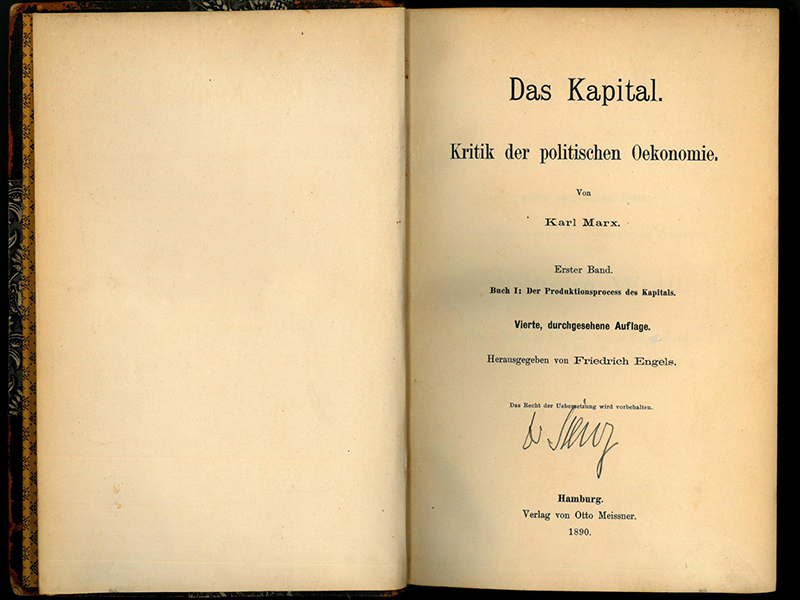 Das Kapital.
Kritik der politischen Oekonomie.
Von
Karl Marx.
Erster Band.
Buch I: Der Produktionsprocess des Kapitals.
Vierte, durchgesehene Auflage.
Herausgegeben von Friedrich Engels.
Das Recht der Uebersetzung wird vorbehalten.
Hamburg.
Verlag von Otto Meissner.
1890.